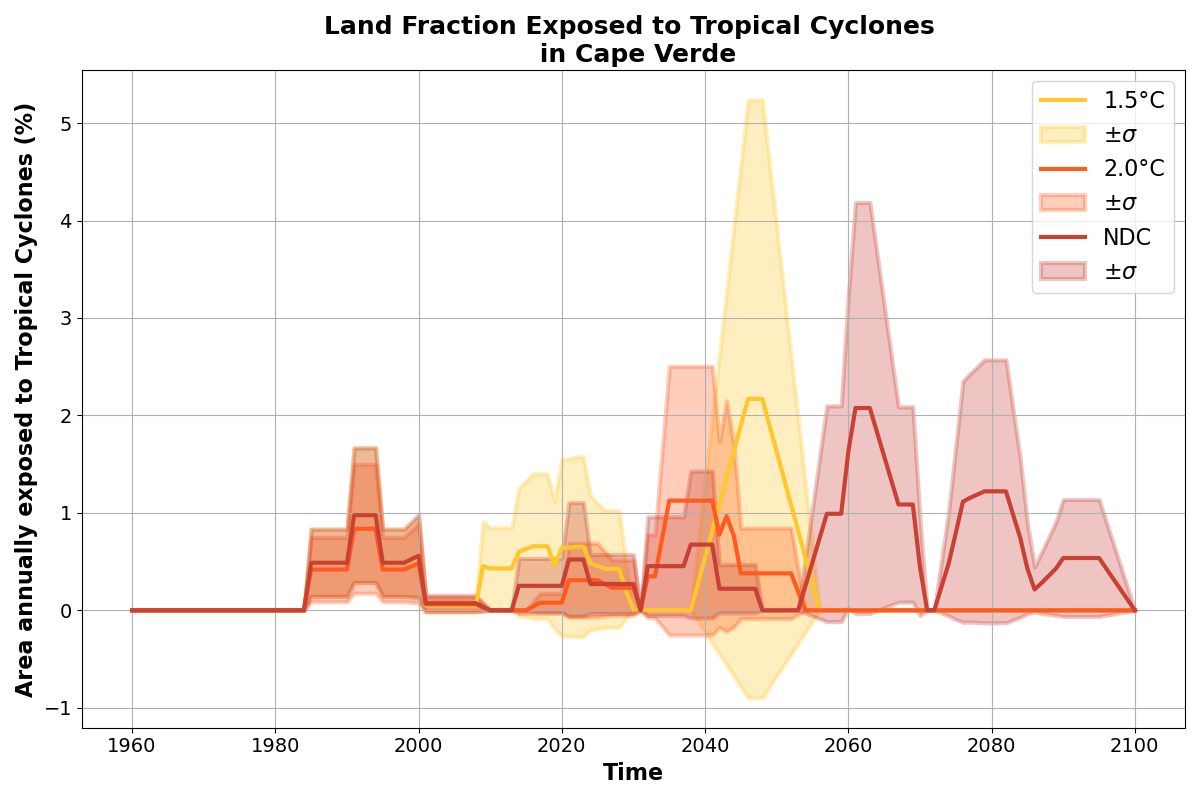 Land Fraction Exposed to Tropical Cyclones
in Cape Verde
Area annually exposed to Tropical Cyclones (%)
5
4
3
2
1
0
−1
1960
1980
2000
2020
2040
2060
2080
2100
Time
1.5°C
±σ
2.0°C
±σ
NDC
±σ